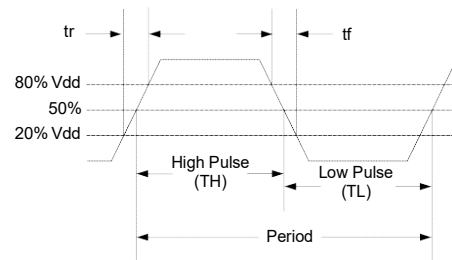 tr
tf
80% Vdd
50%
20% Vdd
High Pulse
(TH)
Low Pulse
(TL)
Period